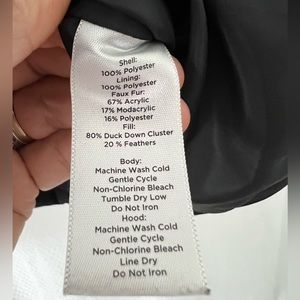 Shell:
100% Polyester
Lining:
100% Polyester
Faux Fur:
67% Acrylic
17% Modacrylic
16% Polyester
Fill:
80% Duck Down Cluster
20 % Feathers
Body:
Machine Wash Cold
Gentle Cycle
Non-Chlorine Bleach
Tumble Dry Low
Do Not Iron
Hood:
Machine Wash Cold
Gentle Cycle
Non-Chlorine Bleach
Line Dry
Do Not Iron